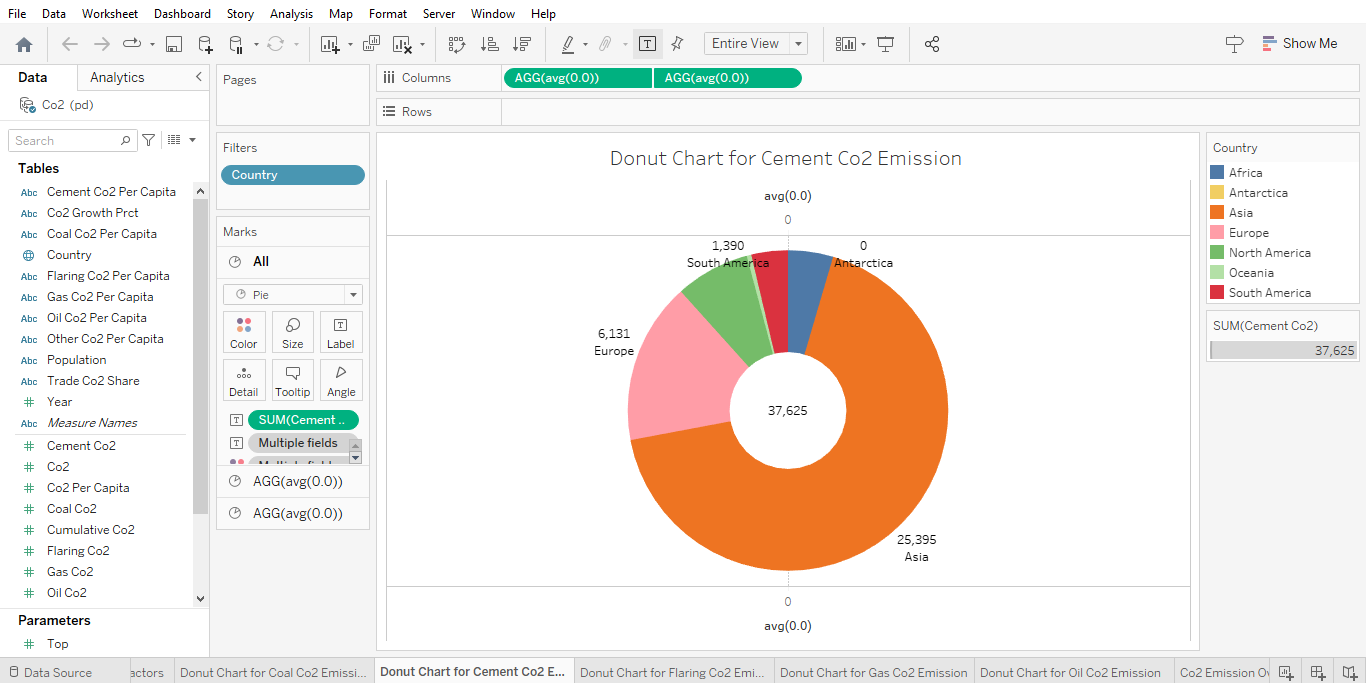 File Data Worksheet Dashboard Story Analysis Map Format Server Window Help
Entire View
Show Me
Data Analytics
Co2 (pd)
Search
Tables
Abc Cement Co2 Per Capita
Abc Co2 Growth Prct
Abc Coal Co2 Per Capita
Country
Abc Flaring Co2 Per Capita
Abc Gas Co2 Per Capita
Abc Oil Co2 Per Capita
Abc Other Co2 Per Capita
Abc Population
Abc Trade Co2 Share
# Year
Abc Measure Names
# Cement Co2
# Co2
# Co2 Per Capita
# Coal Co2
# Cumulative Co2
# Flaring Co2
# Gas Co2
# Oil Co2
Parameters
# Top
Pages
Filters
Country
Marks
All
Pie
Color Size Label
Detail Tooltip Angle
SUM(Cement ..
Multiple fields
AGG(avg(0.0))
AGG(avg(0.0))
Columns AGG(avg(0.0)) AGG(avg(0.0))
Rows
Donut Chart for Cement Co2 Emission
avg(0.0)
0
1,390
South America
0
Antarctica
6,131
Europe
37,625
25,395
Asia
0
avg(0.0)
Country
Africa
Antarctica
Asia
Europe
North America
Oceania
South America
SUM(Cement Co2)
37,625
Data Source actors Donut Chart for Coal Co2 Emissi... Donut Chart for Cement Co2 E... Donut Chart for Flaring Co2 Emi... Donut Chart for Gas Co2 Emission Donut Chart for Oil Co2 Emission Co2 Emission Ov